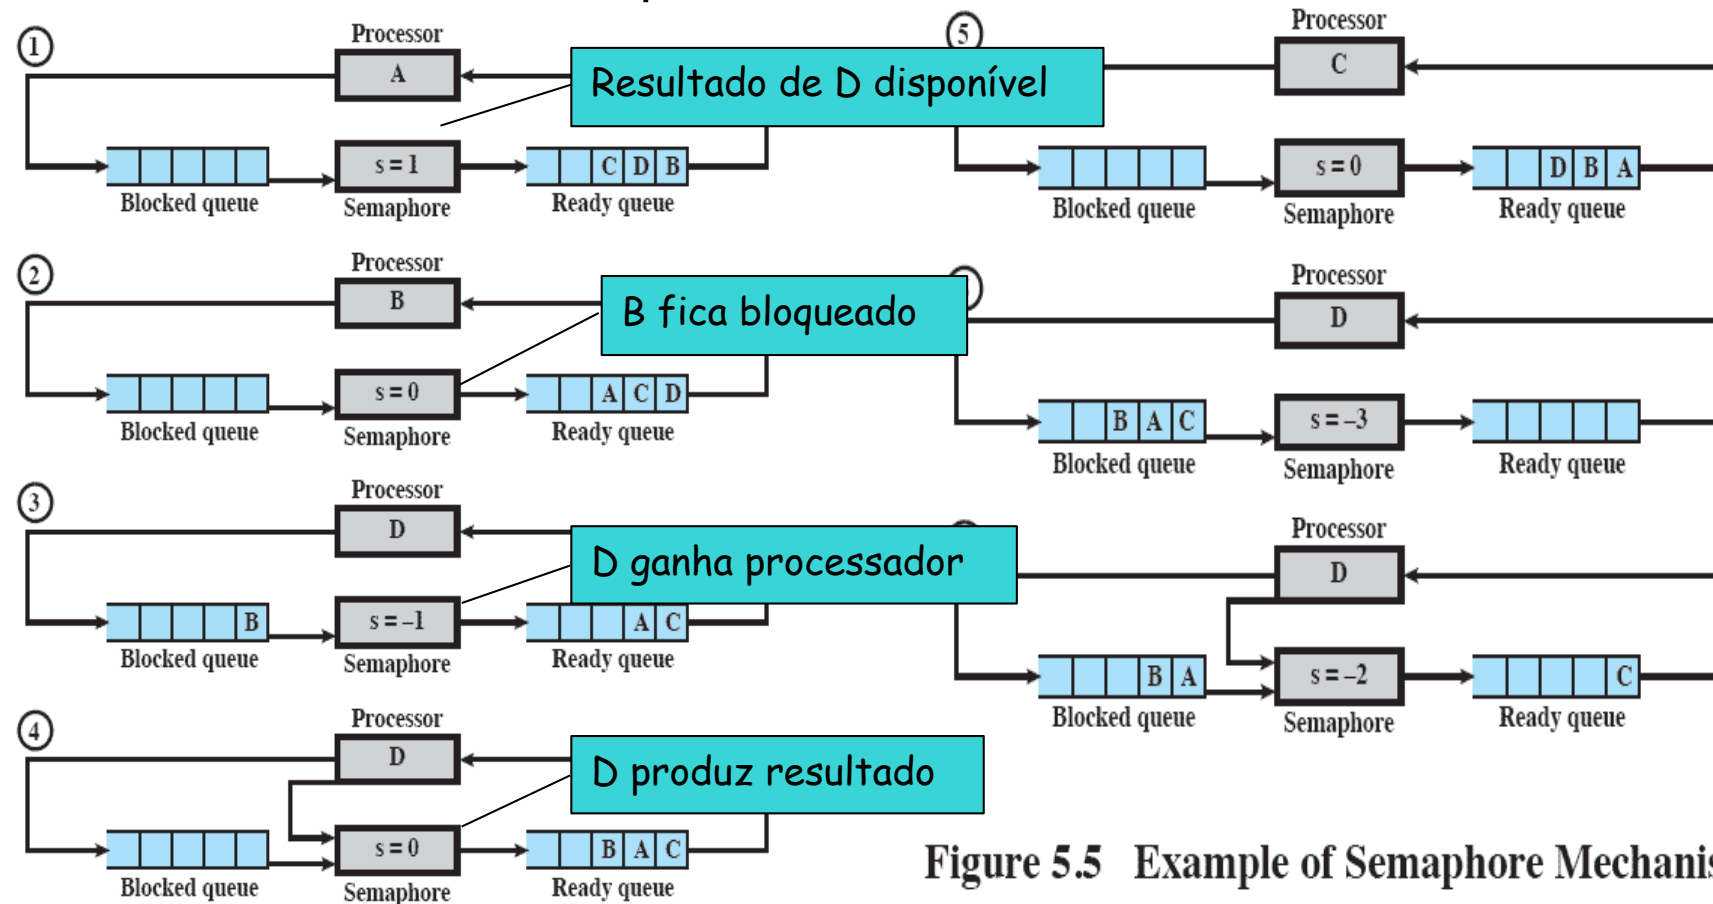 1
Processor
A
Resultado de D disponível
s = 1
C D B
Blocked queue
Semaphore
Ready queue
2
Processor
B
B fica bloqueado
s = 0
A C D
Blocked queue
Semaphore
Ready queue
3
Processor
D
D ganha processador
B
s = –1
A C
Blocked queue
Semaphore
Ready queue
4
Processor
D
D produz resultado
s = 0
B A C
Blocked queue
Semaphore
Ready queue
5
Processor
C
s = 0
D B A
Blocked queue
Semaphore
Ready queue
Processor
D
B A C
s = –3
Blocked queue
Semaphore
Ready queue
Processor
D
B A
s = –2
C
Blocked queue
Semaphore
Ready queue
Figure 5.5 Example of Semaphore Mechanis